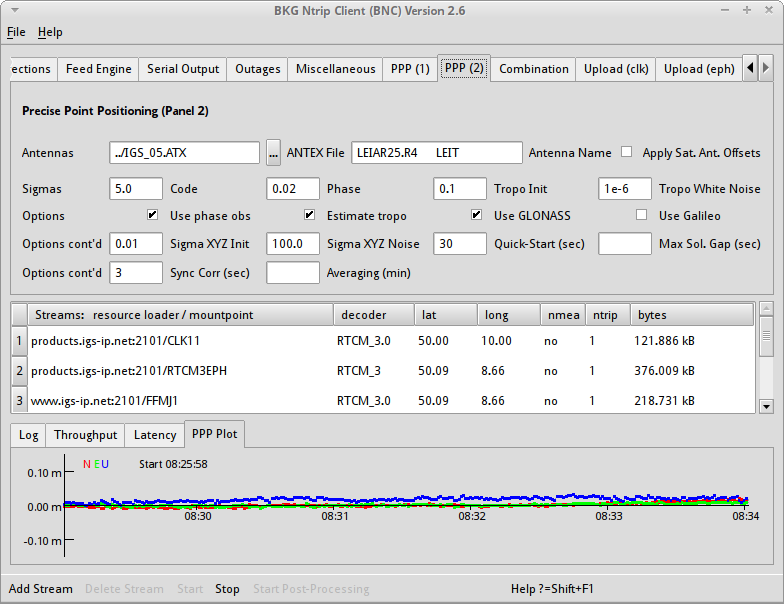 BKG Ntrip Client (BNC) Version 2.6
File Help
ections Feed Engine Serial Output Outages Miscellaneous PPP (1) PPP (2) Combination Upload (clk) Upload (eph)
Precise Point Positioning (Panel 2)
Antennas ../IGS_05.ATX ... ANTEX File LEIAR25.R4 LEIT Antenna Name Apply Sat. Ant. Offsets
Sigmas 5.0 Code 0.02 Phase 0.1 Tropo Init 1e-6 Tropo White Noise
Options Use phase obs Estimate tropo Use GLONASS Use Galileo
Options cont'd 0.01 Sigma XYZ Init 100.0 Sigma XYZ Noise 30 Quick-Start (sec) Max Sol. Gap (sec)
Options cont'd 3 Sync Corr (sec) Averaging (min)
Streams: resource loader / mountpoint decoder lat long nmea ntrip bytes
1 products.igs-ip.net:2101/CLK11 RTCM_3.0 50.00 10.00 no 1 121.886 kB
2 products.igs-ip.net:2101/RTCM3EPH RTCM_3 50.09 8.66 no 1 376.009 kB
3 www.igs-ip.net:2101/FFMJ1 RTCM_3.0 50.09 8.66 no 1 218.731 kB
Log Throughput Latency PPP Plot
0.10 m N E U Start 08:25:58
0.00 m
08:30 08:31 08:32 08:33 08:34
-0.10 m
Add Stream Delete Stream Start Stop Start Post-Processing Help ?=Shift+F1